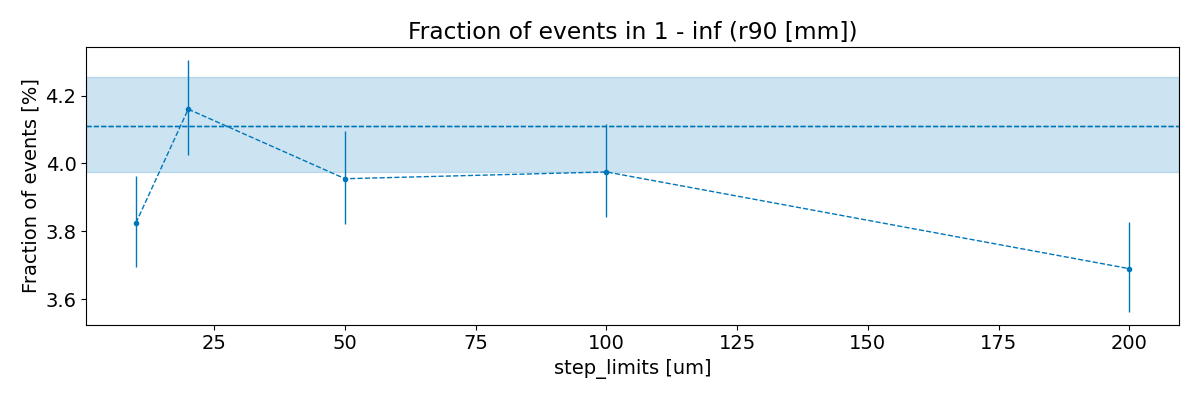 Fraction of events in 1 - inf (r90 [mm])
Fraction of events [%]
4.2
4.0
3.8
3.6
25 50 75 100 125 150 175 200
step_limits [um]